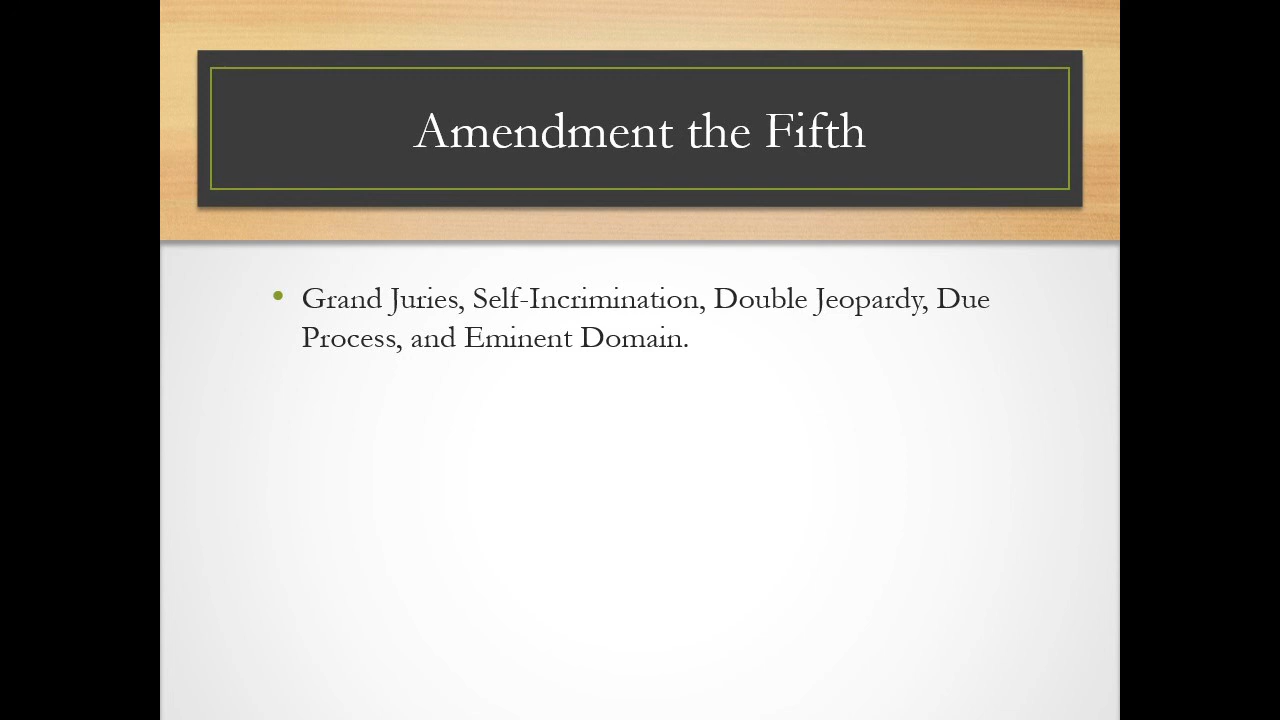 Amendment the Fifth
• Grand Juries, Self-Incrimination, Double Jeopardy, Due
Process, and Eminent Domain.